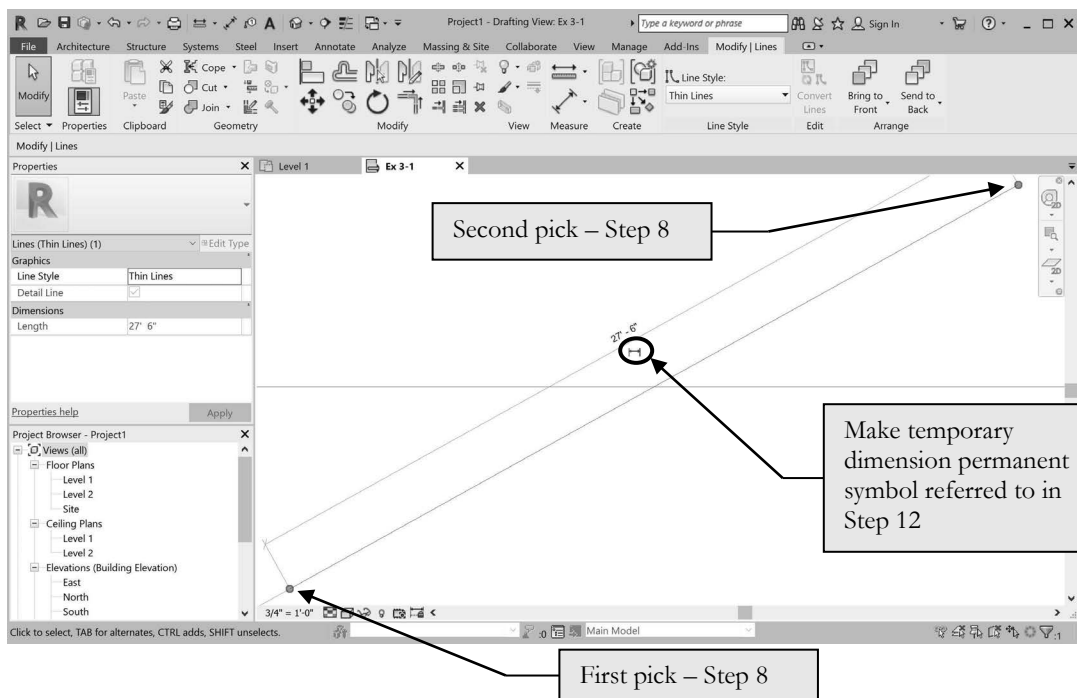 Project1 - Drafting View: Ex 3-1
Type a keyword or phrase
Sign In
File Architecture Structure Systems Steel Insert Annotate Analyze Massing & Site Collaborate View Manage Add-Ins Modify | Lines
Modify
Paste
Cope
Cut
Join
Line Style:
Thin Lines
Convert
Lines
Bring to
Front
Send to
Back
Select Properties Clipboard Geometry Modify View Measure Create Line Style Edit Arrange
Modify | Lines
Properties
R
Lines (Thin Lines) (1)
Edit Type
Graphics
Line Style Thin Lines
Detail Line
Dimensions
Length 27' 6"
Properties help
Apply
Project Browser - Project1
Views (all)
Floor Plans
Level 1
Level 2
Site
Ceiling Plans
Level 1
Level 2
Elevations (Building Elevation)
East
North
South
Level 1
Ex 3-1
Second pick – Step 8
2D
2D
27' - 6"
Make temporary
dimension permanent
symbol referred to in
Step 12
3/4" = 1'-0"
Click to select, TAB for alternates, CTRL adds, SHIFT unselects.
:0
Main Model
:1
First pick – Step 8